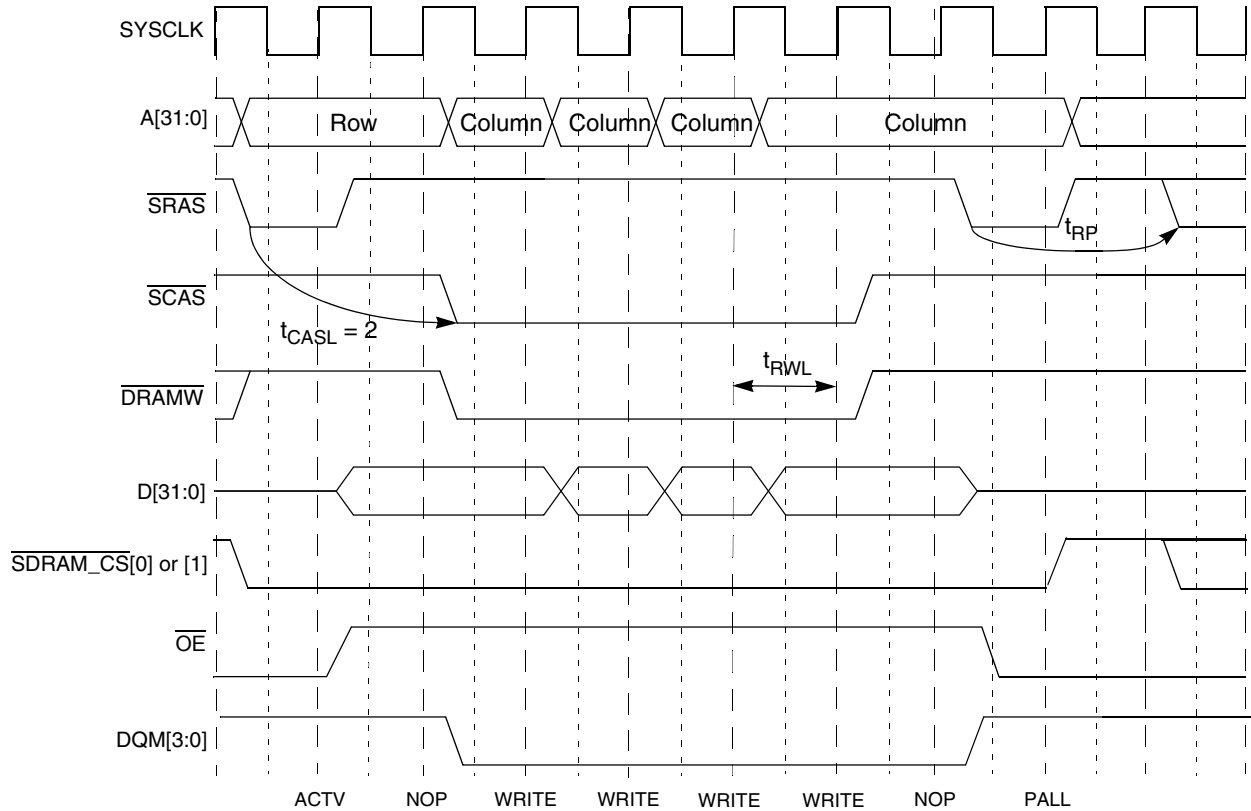 SYSCLK
A[31:0]
Row Column Column Column Column
SRAS
tRP
SCAS
tCASL = 2
tRWL
DRAMW
D[31:0]
SDRAM_CS[0] or [1]
OE
DQM[3:0]
ACTV NOP WRITE WRITE WRITE WRITE NOP PALL